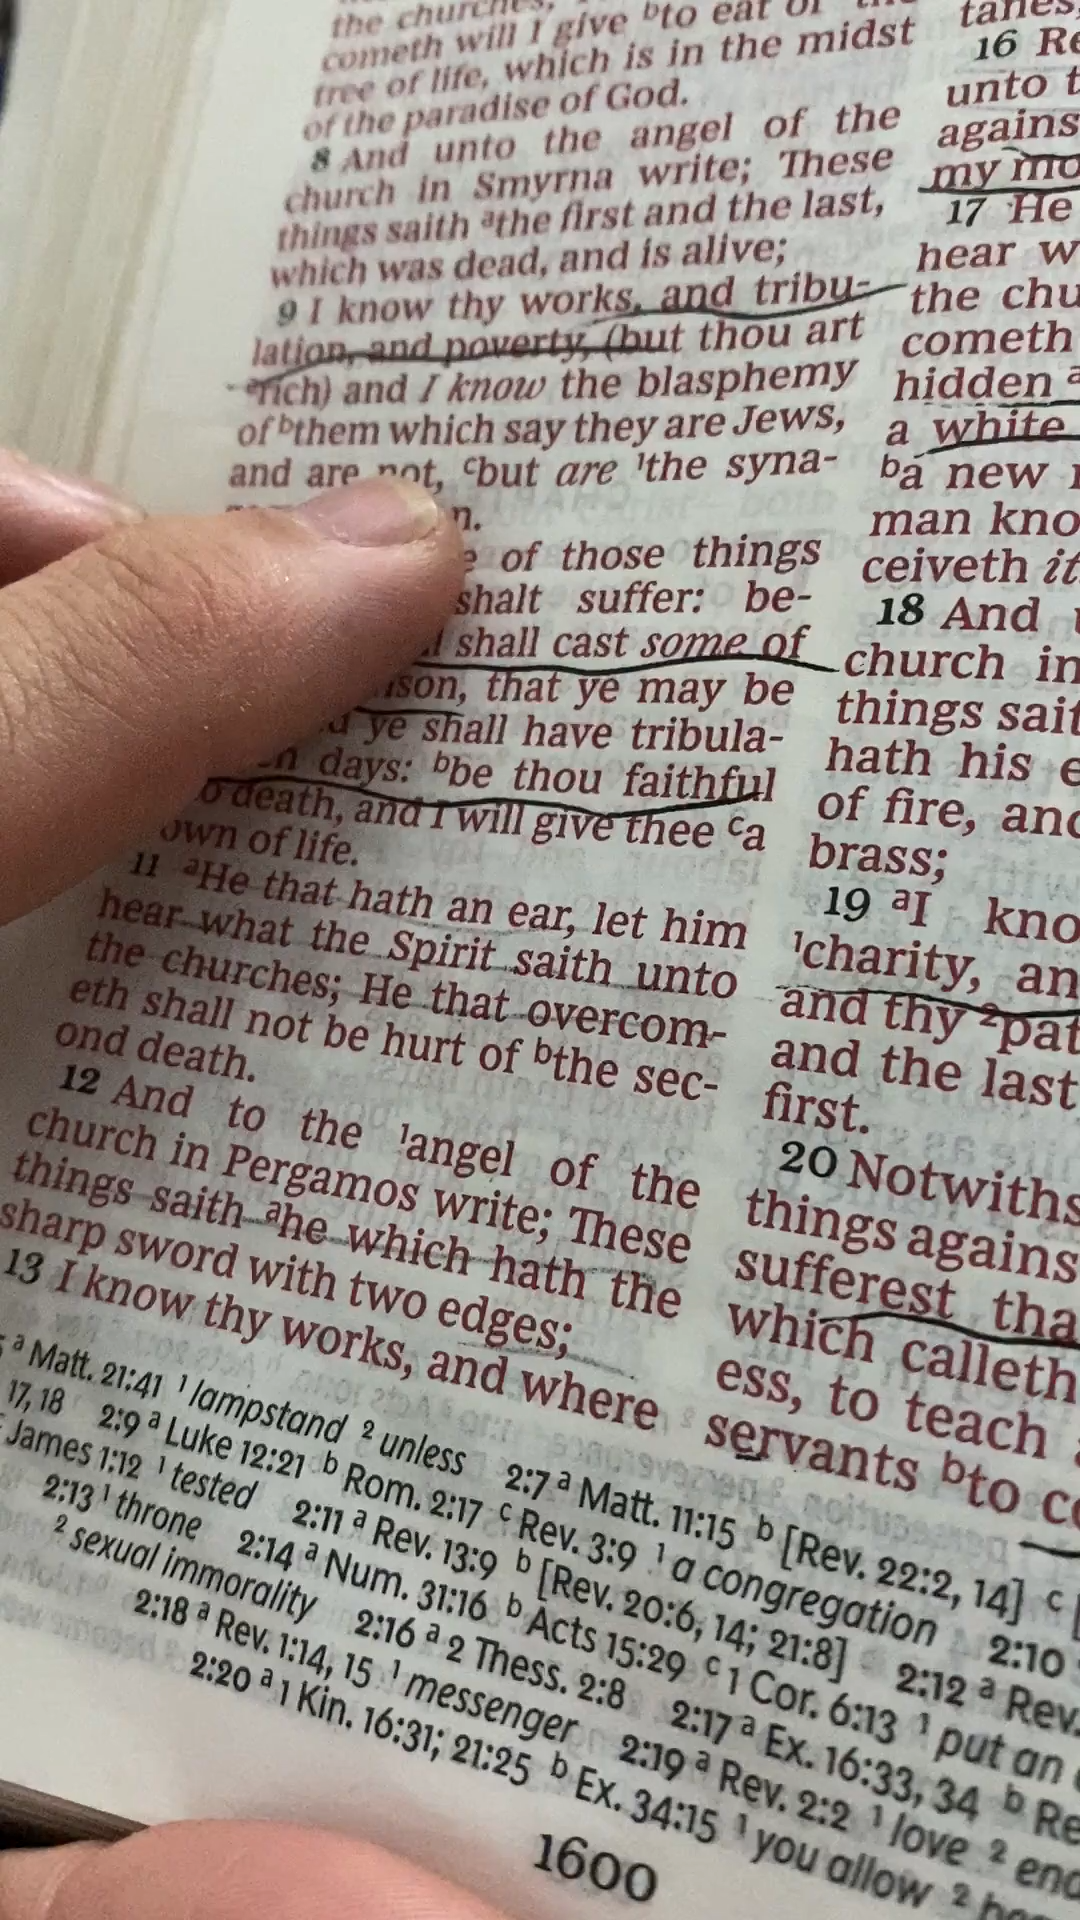 the churches,
cometh will I give ᵇto eat of the
tree of life, which is in the midst
of the paradise of God.
8 And unto the angel of the
church in Smyrna write; These
things saith ᵃthe first and the last,
which was dead, and is alive;
9 I know thy works, and tribu-
lation, and poverty, (but thou art
ᵃrich) and I know the blasphemy
of ᵇthem which say they are Jews,
and are not, ᶜbut are ¹the syna-
n.
of those things
shalt suffer: be-
shall cast some of
ison, that ye may be
ye shall have tribula-
days: ᵇbe thou faithful
o death, and I will give thee ᶜa
own of life.
11 ᵃHe that hath an ear, let him
hear what the Spirit saith unto
the churches; He that overcom-
eth shall not be hurt of ᵇthe sec-
ond death.
12 And to the ¹angel of the
church in Pergamos write; These
things saith ᵃhe which hath the
sharp sword with two edges;
13 I know thy works, and where
16 Re
unto t
agains
my mo
17 He
hear w
the chu
cometh
hidden ᵃ
a white
ᵇa new
man kno
ceiveth it
18 And
church in
things sait
hath his e
of fire, and
brass;
19 ᵃI kno
¹charity, an
and thy ²pat
and the last
first.
20 Notwiths
things agains
sufferest tha
which calleth
ess, to teach
servants ᵇto co
ᵃ Matt. 21:41 ¹ lampstand ² unless 2:7 ᵃ Matt. 11:15 ᵇ [Rev. 22:2, 14] ᶜ [
17, 18 2:9 ᵃ Luke 12:21 ᵇ Rom. 2:17 ᶜ Rev. 3:9 ¹ a congregation 2:10
James 1:12 ¹ tested 2:11 ᵃ Rev. 13:9 ᵇ [Rev. 20:6, 14; 21:8] 2:12 ᵃ Rev.
2:13 ¹ throne 2:14 ᵃ Num. 31:16 ᵇ Acts 15:29 ᶜ 1 Cor. 6:13 ¹ put an
² sexual immorality 2:16 ᵃ 2 Thess. 2:8 2:17 ᵃ Ex. 16:33, 34 ᵇ Re
2:18 ᵃ Rev. 1:14, 15 ¹ messenger 2:19 ᵃ Rev. 2:2 ¹ love ² end
2:20 ᵃ 1 Kin. 16:31; 21:25 ᵇ Ex. 34:15 ¹ you allow ²
1600